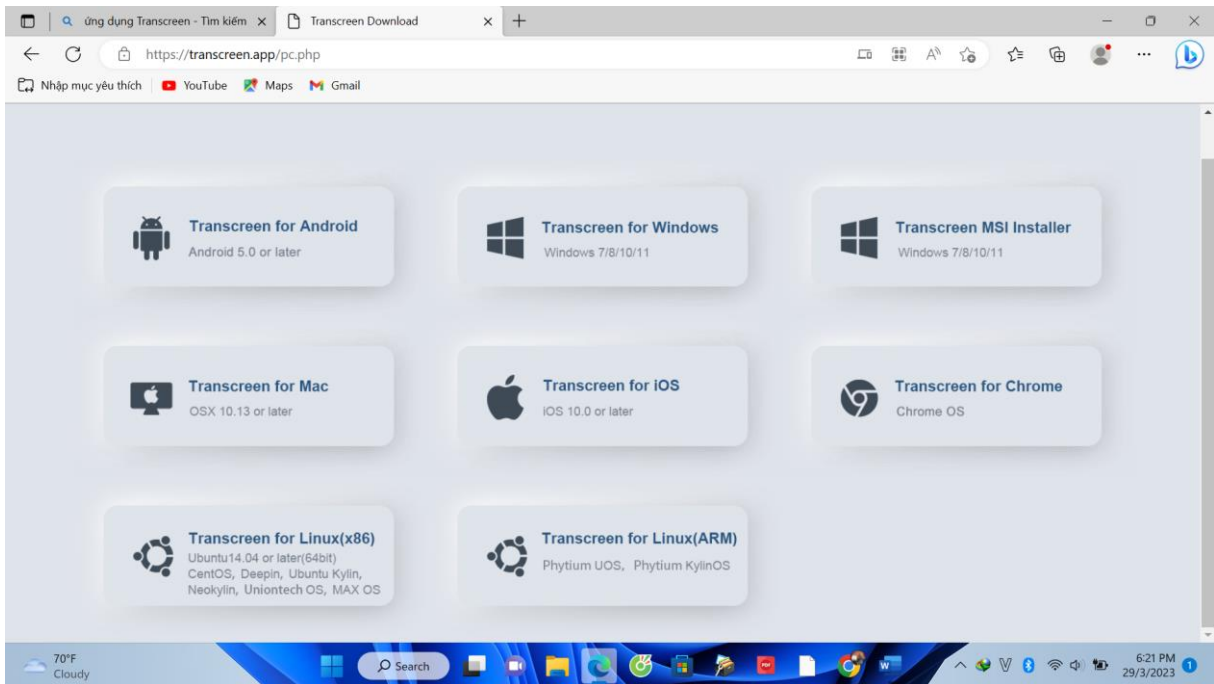 ứng dụng Transcreen - Tìm kiếm
Transcreen Download
https://transcreen.app/pc.php
Nhập mục yêu thích
YouTube
Maps
Gmail
Transcreen for Android
Android 5.0 or later
Transcreen for Windows
Windows 7/8/10/11
Transcreen MSI Installer
Windows 7/8/10/11
Transcreen for Mac
OSX 10.13 or later
Transcreen for iOS
iOS 10.0 or later
Transcreen for Chrome
Chrome OS
Transcreen for Linux(x86)
Ubuntu14.04 or later(64bit)
CentOS, Deepin, Ubuntu Kylin,
Neokylin, Uniontech OS, MAX OS
Transcreen for Linux(ARM)
Phytium UOS, Phytium KylinOS
70°F
Cloudy
Search
6:21 PM
29/3/2023
1